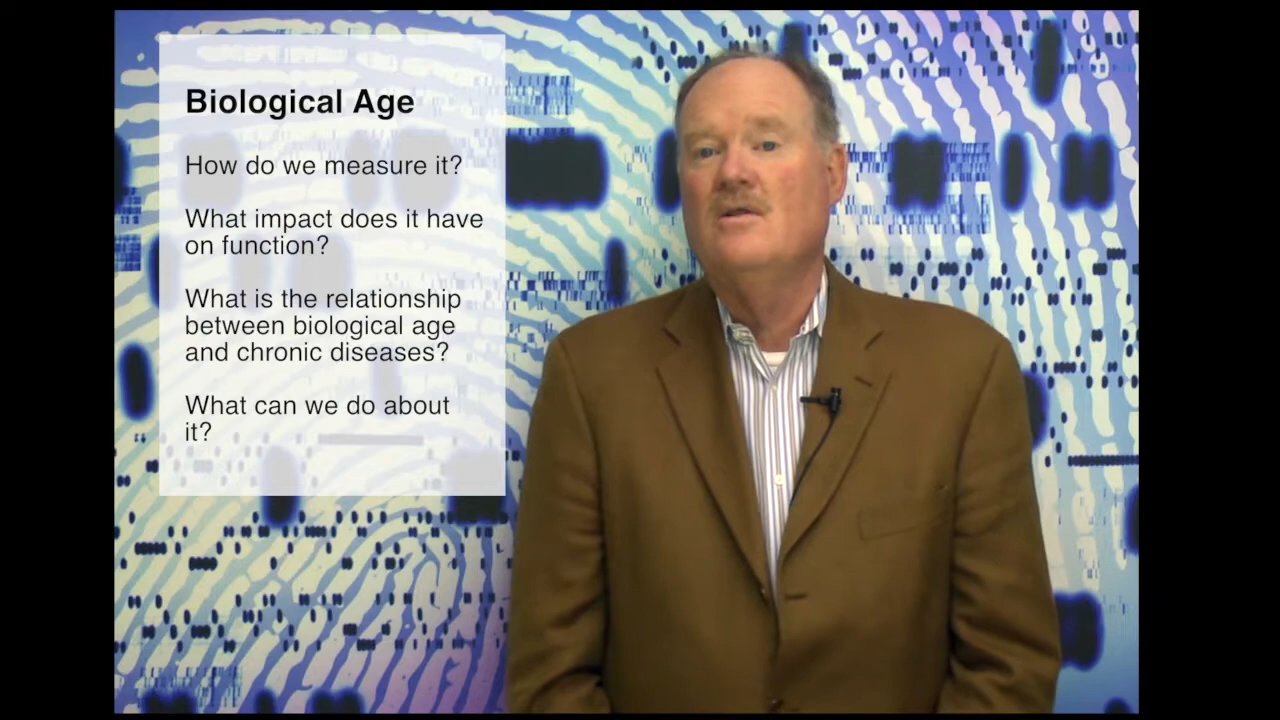 Biological Age
How do we measure it?
What impact does it have
on function?
What is the relationship
between biological age
and chronic diseases?
What can we do about
it?